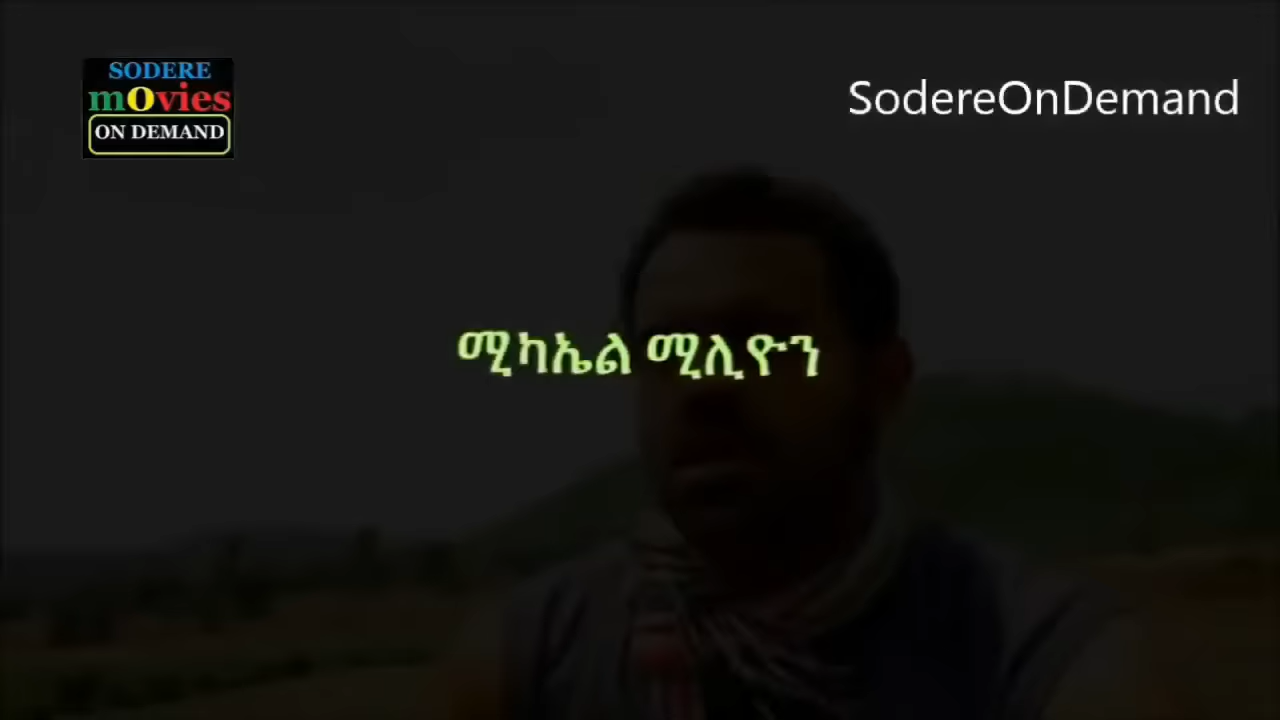 SODERE
mOvies
ON DEMAND
SodereOnDemand
ሚካኤል ሚሊዮን